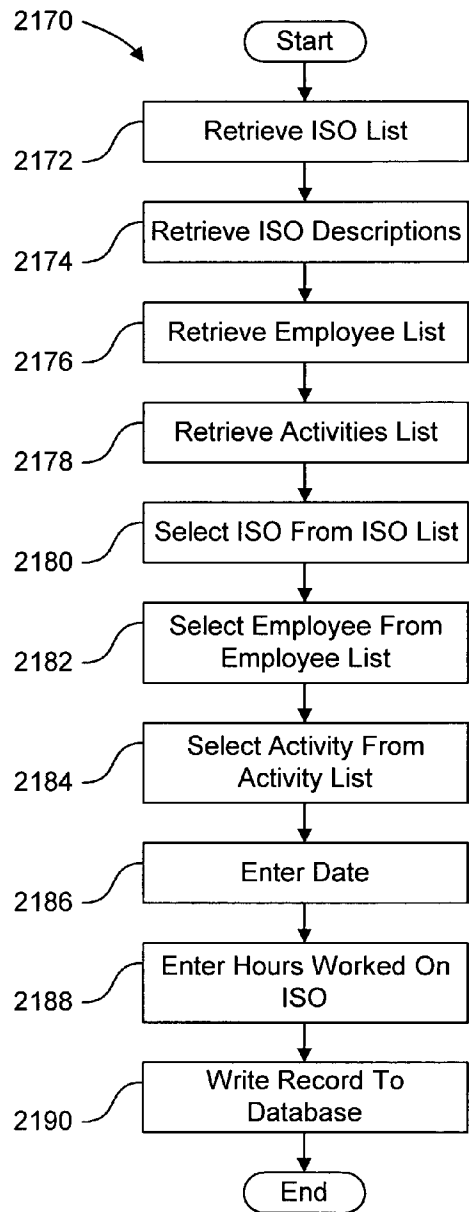 2170
Start
Retrieve ISO List
2172
Retrieve ISO Descriptions
2174
Retrieve Employee List
2176
Retrieve Activities List
2178
Select ISO From ISO List
2180
Select Employee From
Employee List
2182
Select Activity From
Activity List
2184
Enter Date
2186
Enter Hours Worked On
ISO
2188
Write Record To
Database
2190
End